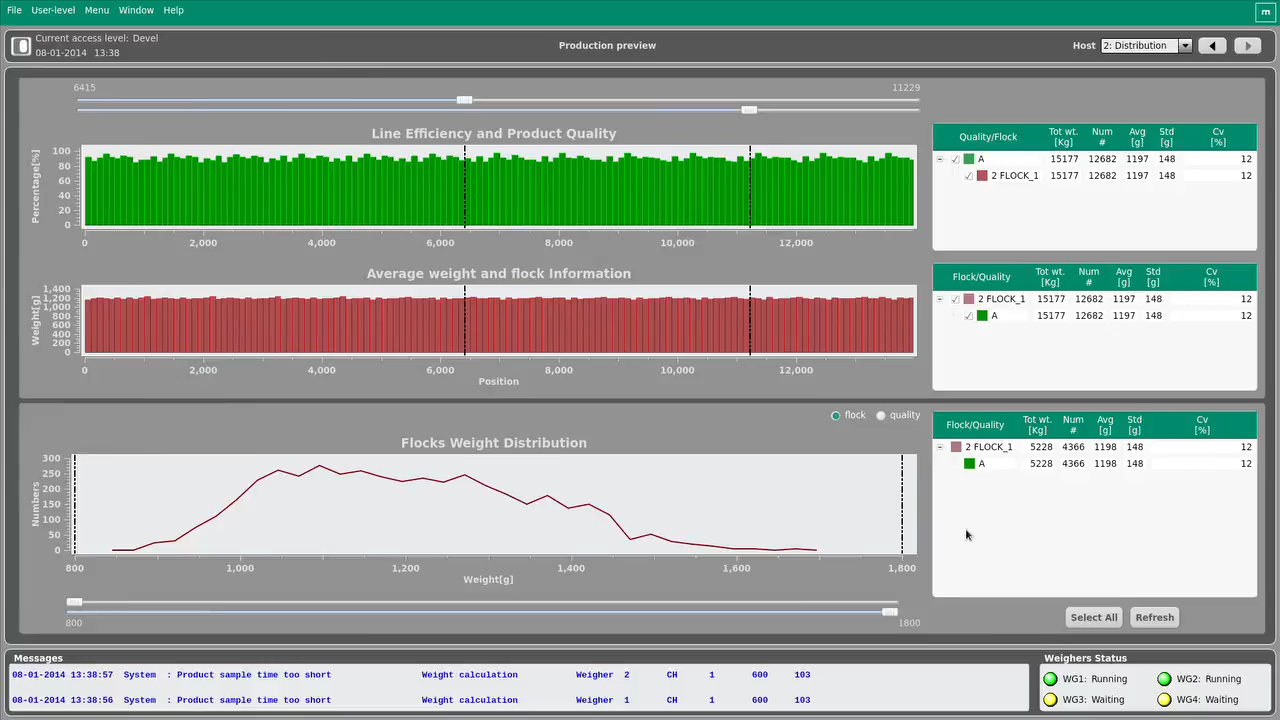 File User-level Menu Window Help
m
Current access level: Devel
08-01-2014 13:38
Production preview
Host 2: Distribution
6415 11229
Line Efficiency and Product Quality
Percentage[%]
100
80
60
40
20
0
0 2,000 4,000 6,000 8,000 10,000 12,000
Quality/Flock Tot wt. [Kg] Num # Avg [g] Std [g] Cv [%]
A 15177 12682 1197 148 12
2 FLOCK_1 15177 12682 1197 148 12
Average weight and flock Information
Weight[g]
1,400
1,200
1,000
800
600
400
200
0
0 2,000 4,000 6,000 8,000 10,000 12,000
Position
Flock/Quality Tot wt. [Kg] Num # Avg [g] Std [g] Cv [%]
2 FLOCK_1 15177 12682 1197 148 12
A 15177 12682 1197 148 12
flock quality
Flocks Weight Distribution
Numbers
300
250
200
150
100
50
0
800 1,000 1,200 1,400 1,600 1,800
Weight[g]
800 1800
Flock/Quality Tot wt. [Kg] Num # Avg [g] Std [g] Cv [%]
2 FLOCK_1 5228 4366 1198 148 12
A 5228 4366 1198 148 12
Select All Refresh
Messages
08-01-2014 13:38:57 System : Product sample time too short Weight calculation Weigher 2 CH 1 600 103
08-01-2014 13:38:56 System : Product sample time too short Weight calculation Weigher 1 CH 1 600 103
Weighers Status
WG1: Running WG2: Running
WG3: Waiting WG4: Waiting